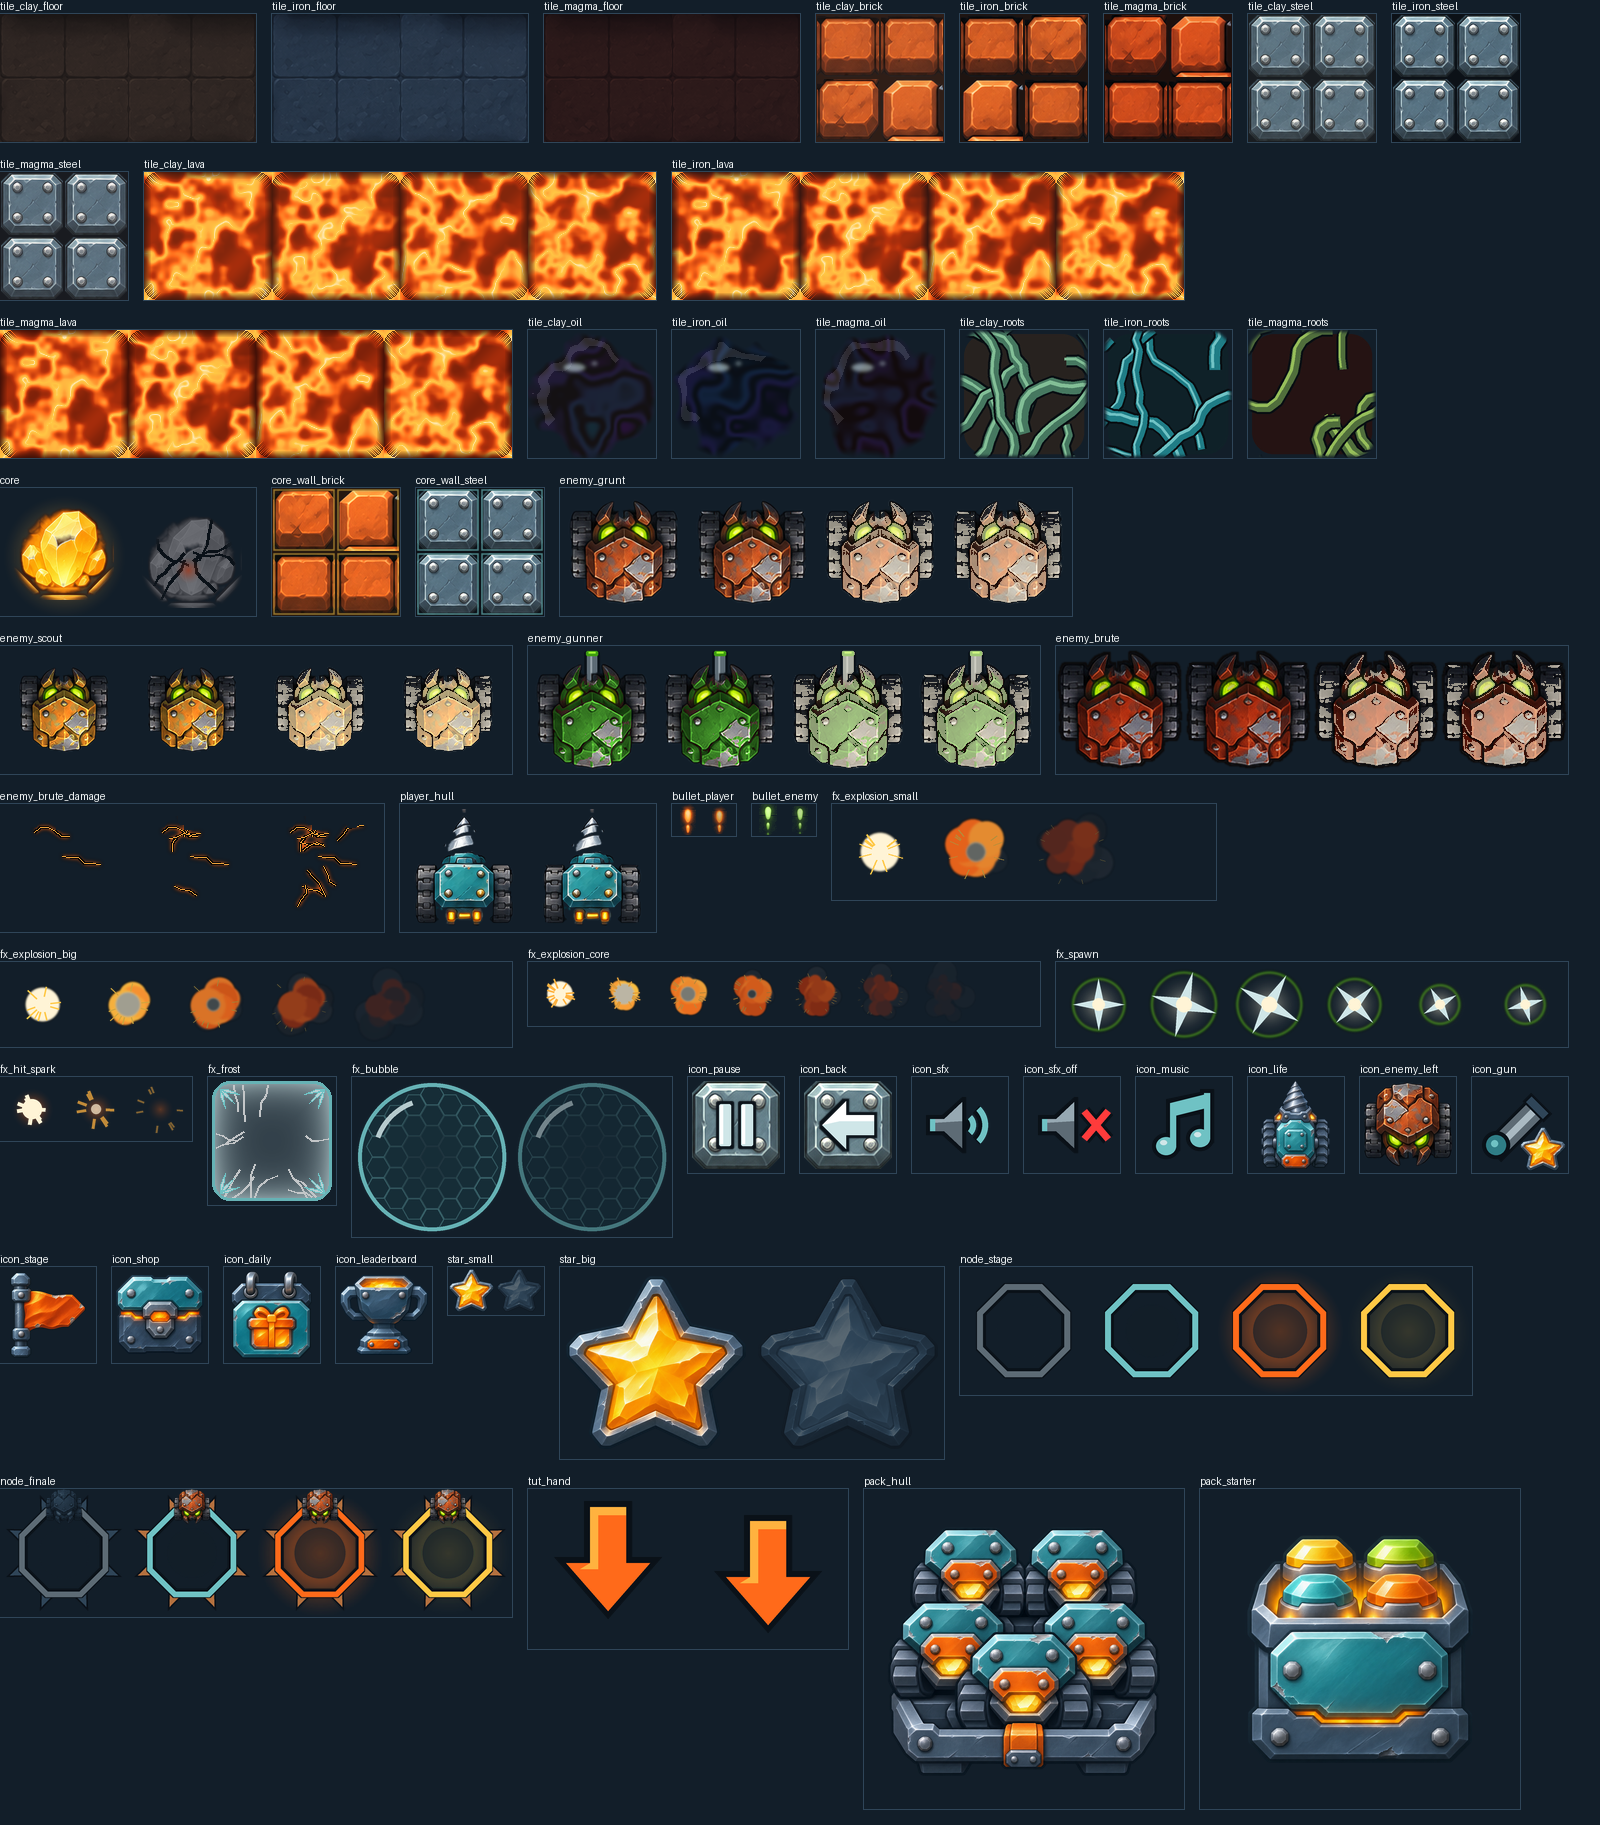 tile_clay_floor
tile_iron_floor
tile_magma_floor
tile_clay_brick
tile_iron_brick
tile_magma_brick
tile_clay_steel
tile_iron_steel
tile_magma_steel
tile_clay_lava
tile_iron_lava
tile_magma_lava
tile_clay_oil
tile_iron_oil
tile_magma_oil
tile_clay_roots
tile_iron_roots
tile_magma_roots
core
core_wall_brick
core_wall_steel
enemy_grunt
enemy_scout
enemy_gunner
enemy_brute
enemy_brute_damage
player_hull
bullet_player
bullet_enemy
fx_explosion_small
fx_explosion_big
fx_explosion_core
fx_spawn
fx_hit_spark
fx_frost
fx_bubble
icon_pause
icon_back
icon_sfx
icon_sfx_off
icon_music
icon_life
icon_enemy_left
icon_gun
icon_stage
icon_shop
icon_daily
icon_leaderboard
star_small
star_big
node_stage
node_finale
tut_hand
pack_hull
pack_starter